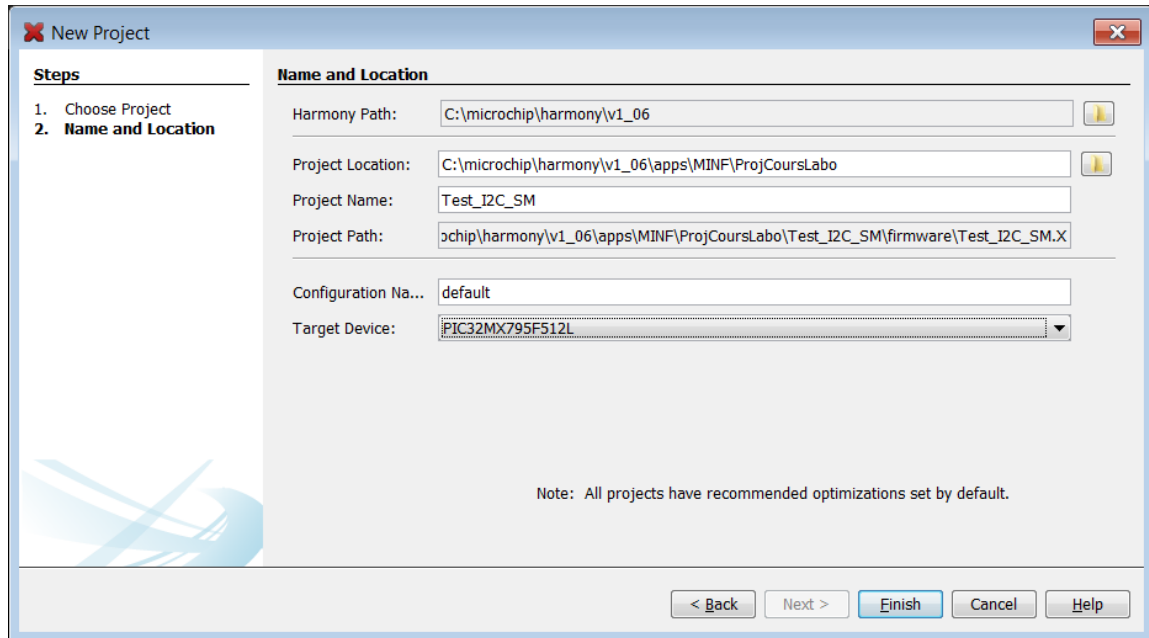 New Project
Steps
1. Choose Project
2. Name and Location
Name and Location
Harmony Path: C:\microchip\harmony\v1_06
Project Location: C:\microchip\harmony\v1_06\apps\MINF\ProjCoursLabo
Project Name: Test_I2C_SM
Project Path: ochip\harmony\v1_06\apps\MINF\ProjCoursLabo\Test_I2C_SM\firmware\Test_I2C_SM.X
Configuration Na... default
Target Device: PIC32MX795F512L
Note: All projects have recommended optimizations set by default.
< Back Next > Finish Cancel Help